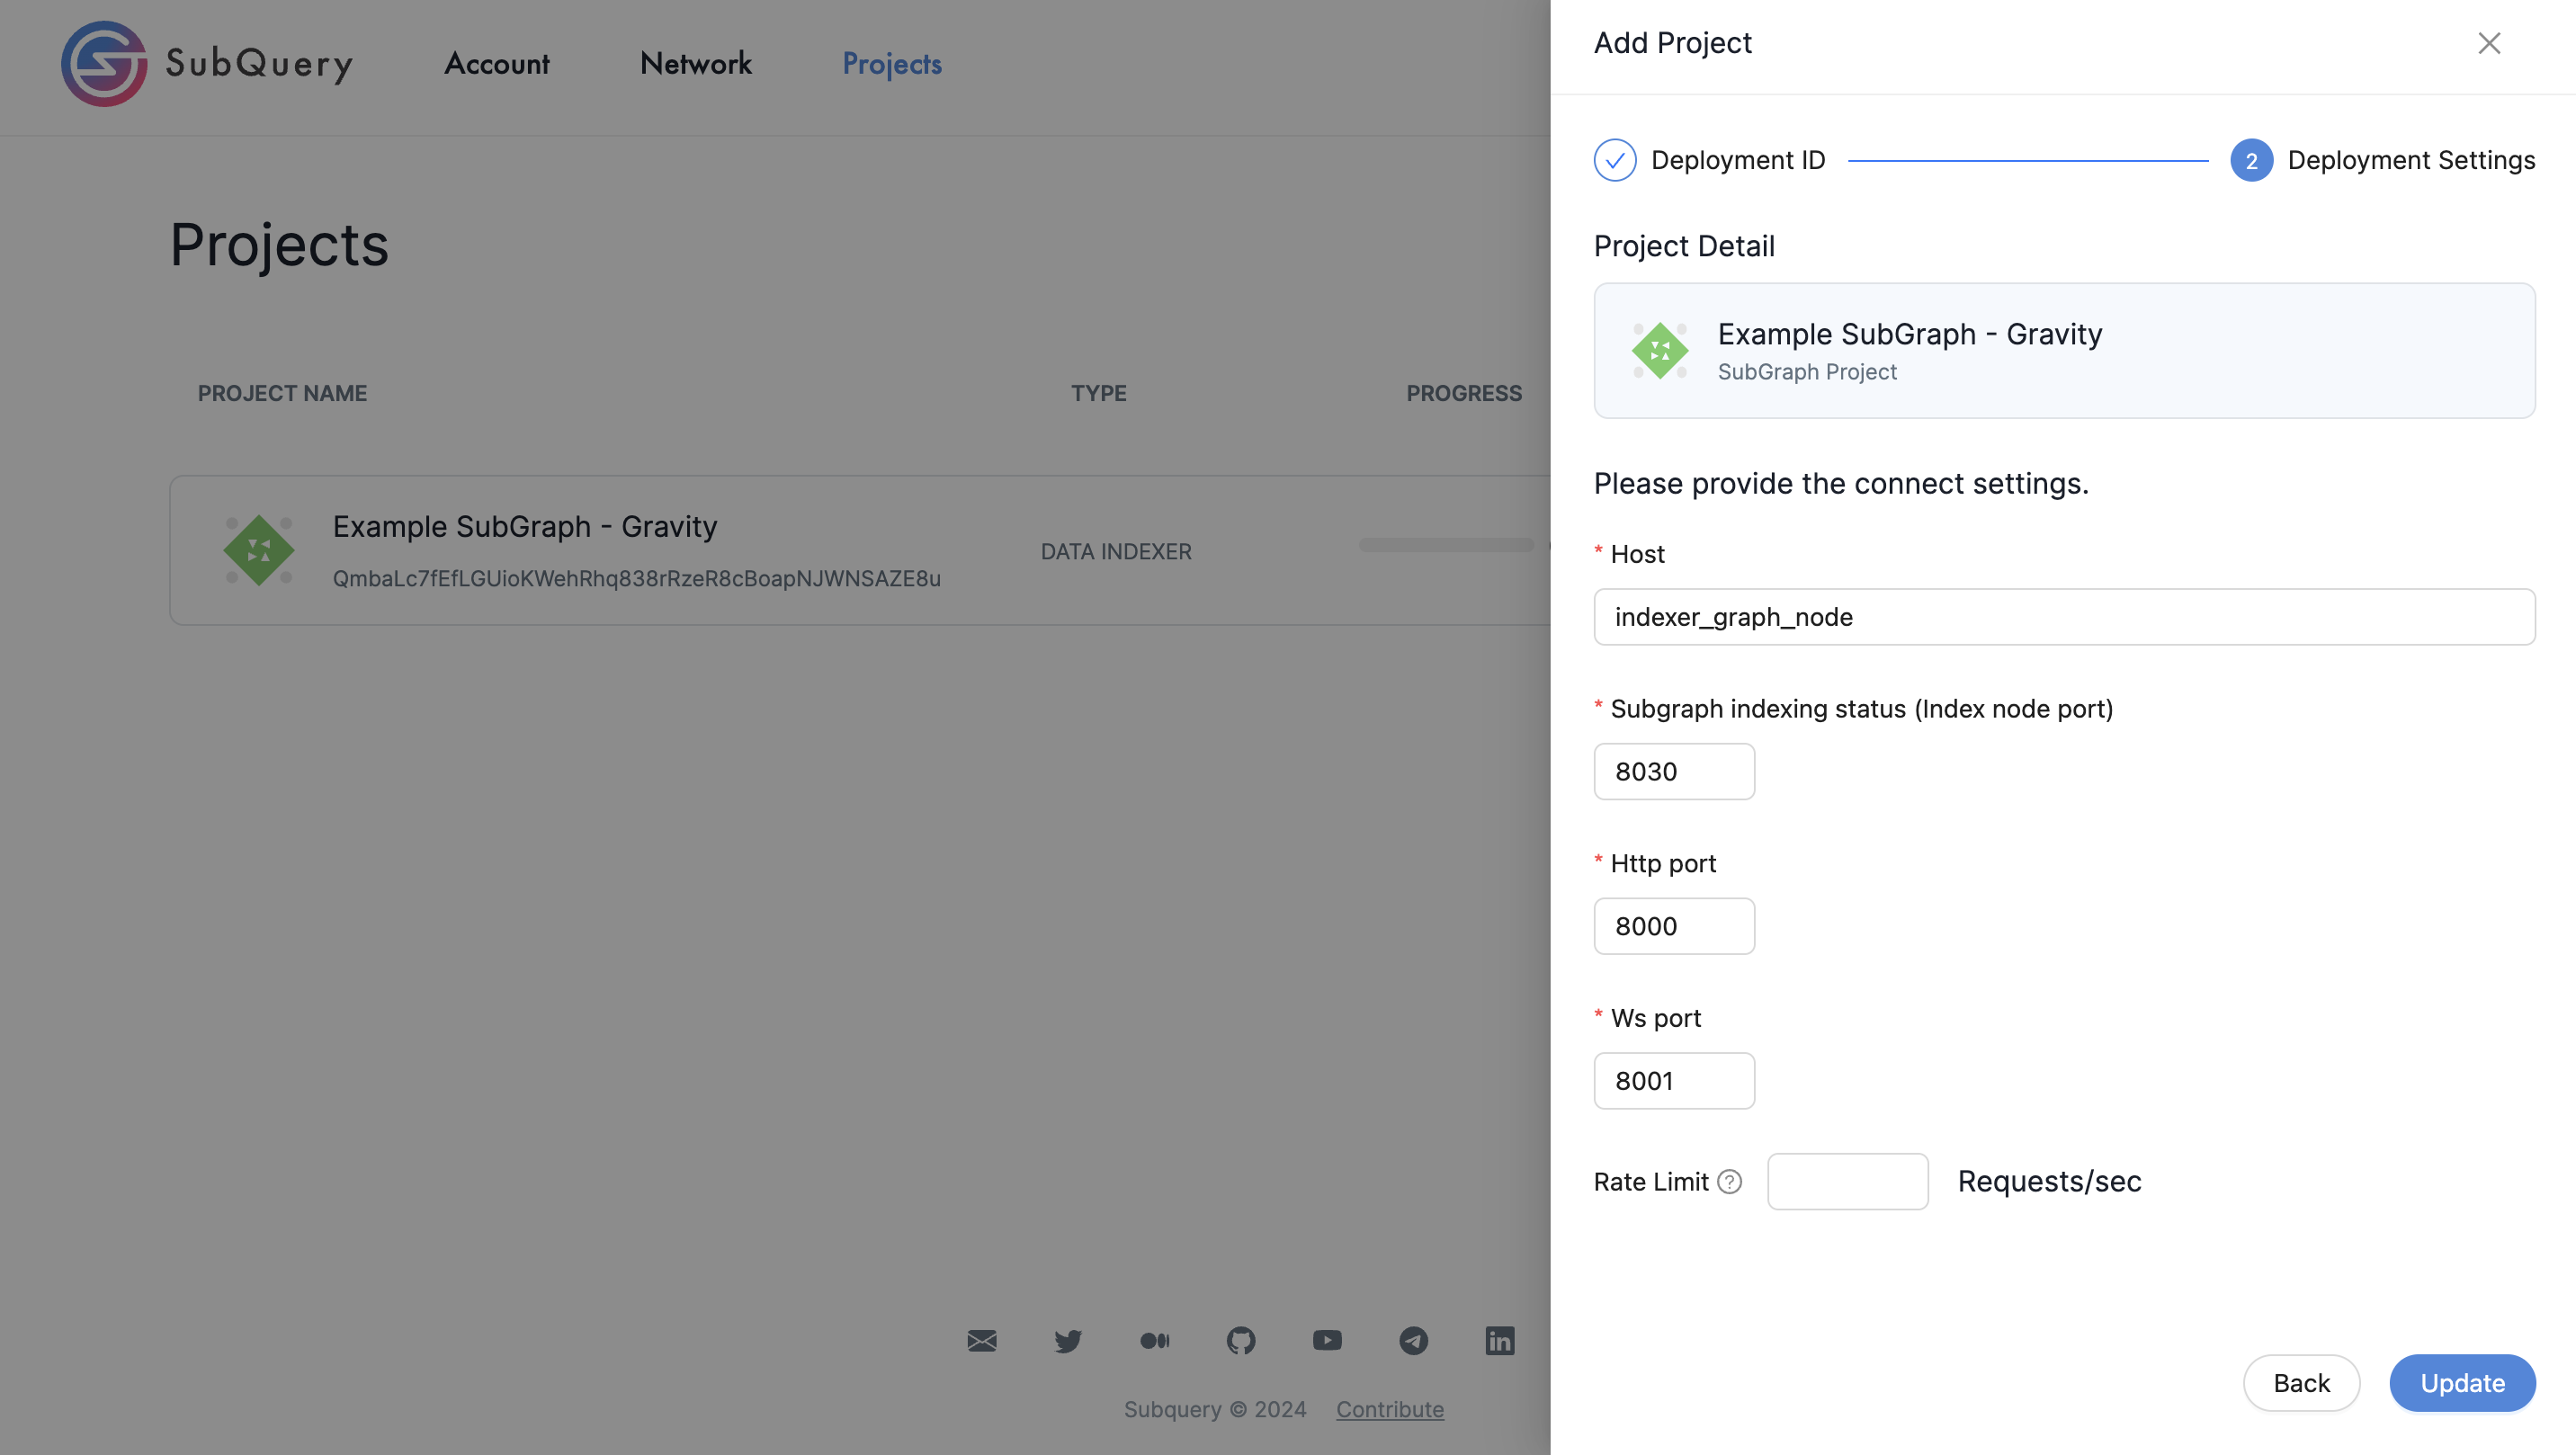 SubQuery
Account
Network
Projects
Projects
PROJECT NAME
TYPE
PROGRESS
Example SubGraph - Gravity
QmbaLc7fEfLGUioKWehRhq838rRzeR8cBoapNJWNSAZE8u
DATA INDEXER
Subquery © 2024
Contribute
Add Project
Deployment ID
2
Deployment Settings
Project Detail
Example SubGraph - Gravity
SubGraph Project
Please provide the connect settings.
* Host
indexer_graph_node
* Subgraph indexing status (Index node port)
8030
* Http port
8000
* Ws port
8001
Rate Limit ?
Requests/sec
Back
Update